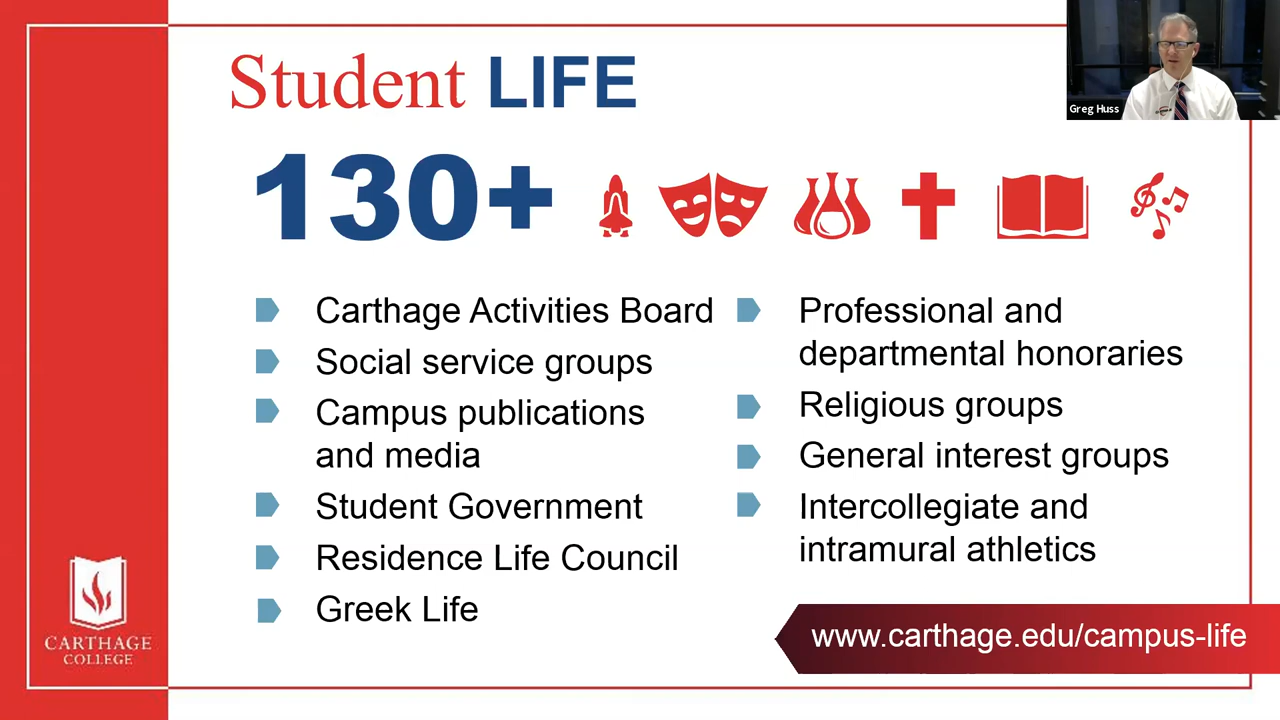 Student LIFE
Greg Huss
130+
Carthage Activities Board
Social service groups
Campus publications
and media
Student Government
Residence Life Council
Greek Life
Professional and
departmental honoraries
Religious groups
General interest groups
Intercollegiate and
intramural athletics
CARTHAGE
COLLEGE
www.carthage.edu/campus-life